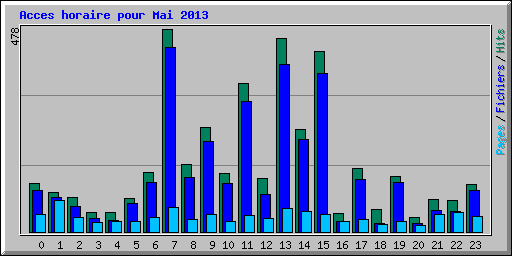 Acces horaire pour Mai 2013
478
Pages / Fichiers / Hits
0 1 2 3 4 5 6 7 8 9 10 11 12 13 14 15 16 17 18 19 20 21 22 23